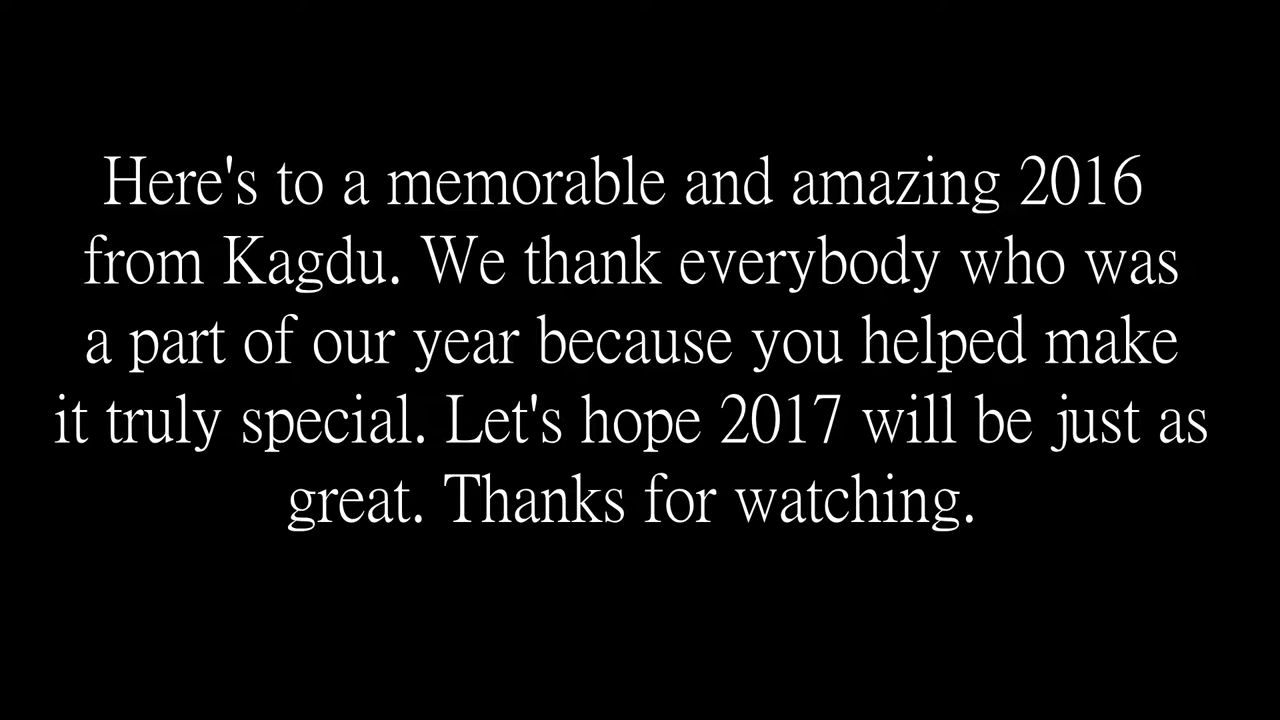 Here's to a memorable and amazing 2016
from Kagdu. We thank everybody who was
a part of our year because you helped make
it truly special. Let's hope 2017 will be just as
great. Thanks for watching.